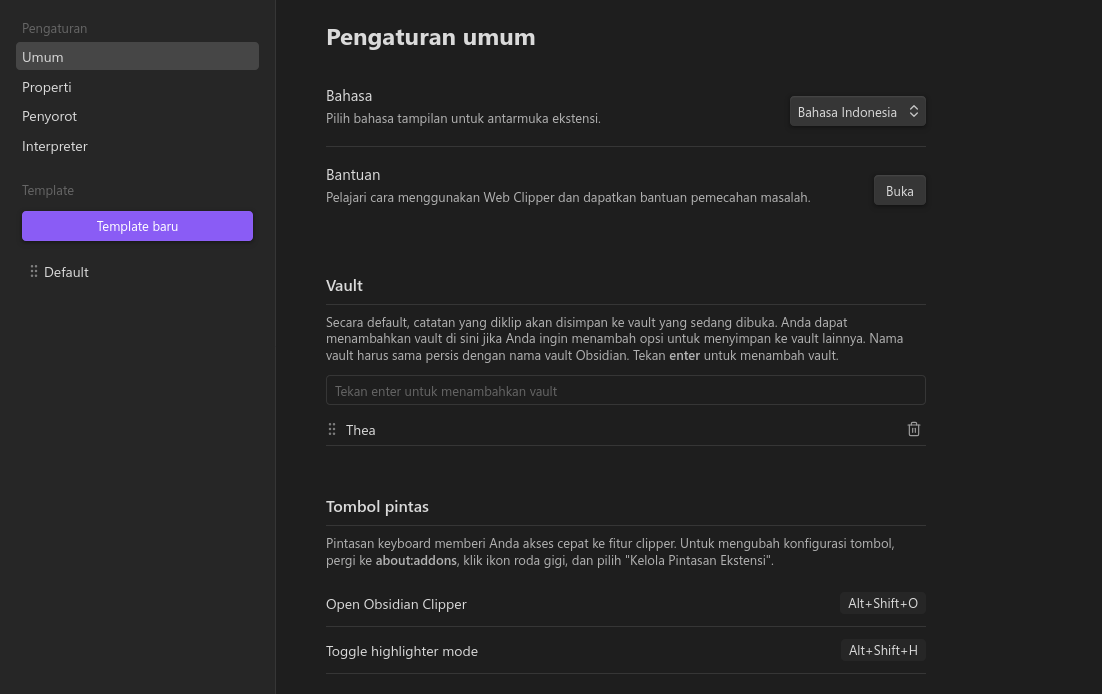 Pengaturan
Umum
Properti
Penyorot
Interpreter
Template
Template baru
Default
Pengaturan umum
Bahasa
Pilih bahasa tampilan untuk antarmuka ekstensi.
Bahasa Indonesia
Bantuan
Pelajari cara menggunakan Web Clipper dan dapatkan bantuan pemecahan masalah.
Buka
Vault
Secara default, catatan yang diklip akan disimpan ke vault yang sedang dibuka. Anda dapat
menambahkan vault di sini jika Anda ingin menambah opsi untuk menyimpan ke vault lainnya. Nama
vault harus sama persis dengan nama vault Obsidian. Tekan enter untuk menambah vault.
Tekan enter untuk menambahkan vault
Thea
Tombol pintas
Pintasan keyboard memberi Anda akses cepat ke fitur clipper. Untuk mengubah konfigurasi tombol,
pergi ke about:addons, klik ikon roda gigi, dan pilih "Kelola Pintasan Ekstensi".
Open Obsidian Clipper
Alt+Shift+O
Toggle highlighter mode
Alt+Shift+H